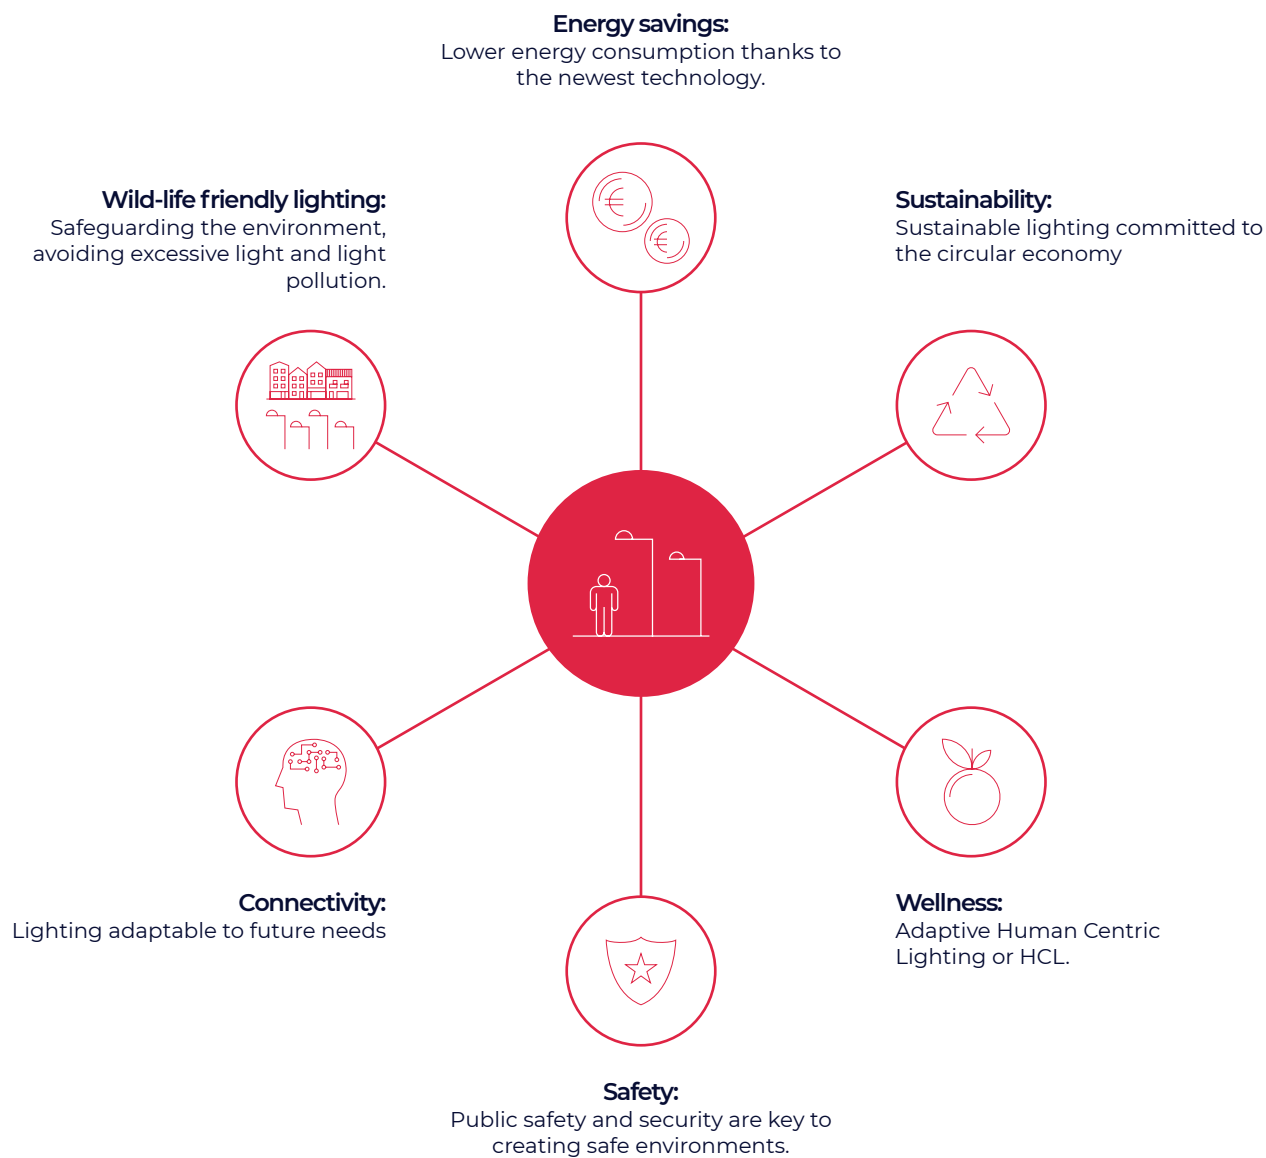 Energy savings:
Lower energy consumption thanks to
the newest technology.
Wild-life friendly lighting:
Safeguarding the environment,
avoiding excessive light and light
pollution.
Sustainability:
Sustainable lighting committed to
the circular economy
Connectivity:
Lighting adaptable to future needs
Wellness:
Adaptive Human Centric
Lighting or HCL.
Safety:
Public safety and security are key to
creating safe environments.